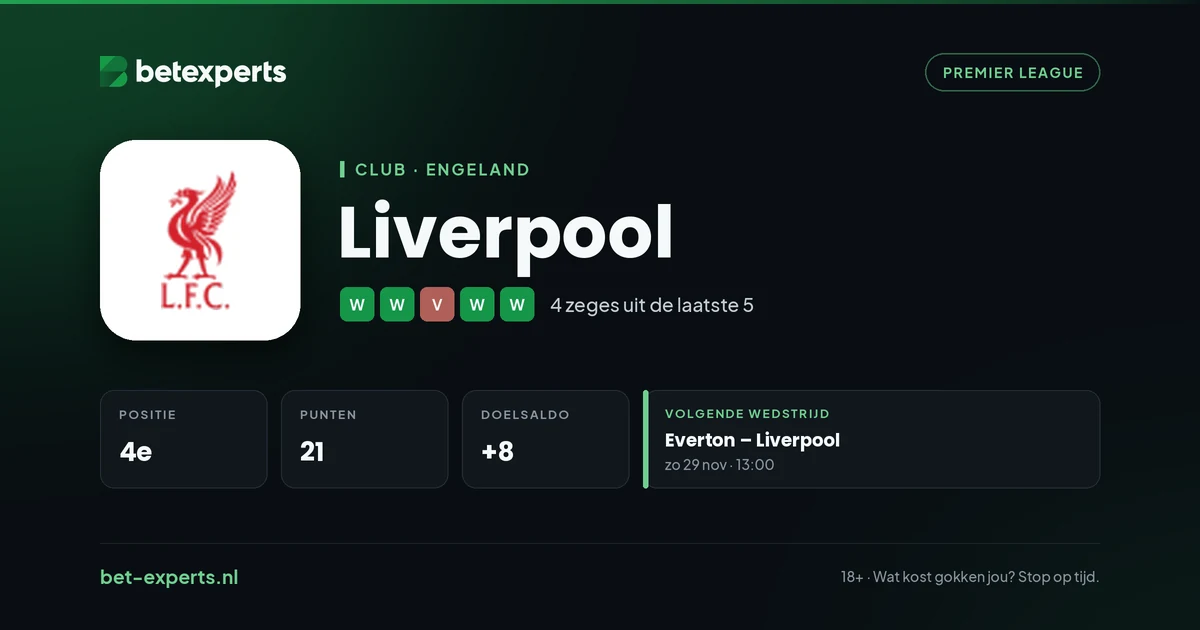 betexperts
PREMIER LEAGUE
L.F.C.
CLUB · ENGELAND
Liverpool
W W V W W 4 zeges uit de laatste 5
POSITIE
4e
PUNTEN
21
DOELSALDO
+8
VOLGENDE WEDSTRIJD
Everton – Liverpool
zo 29 nov · 13:00
bet-experts.nl
18+ · Wat kost gokken jou? Stop op tijd.